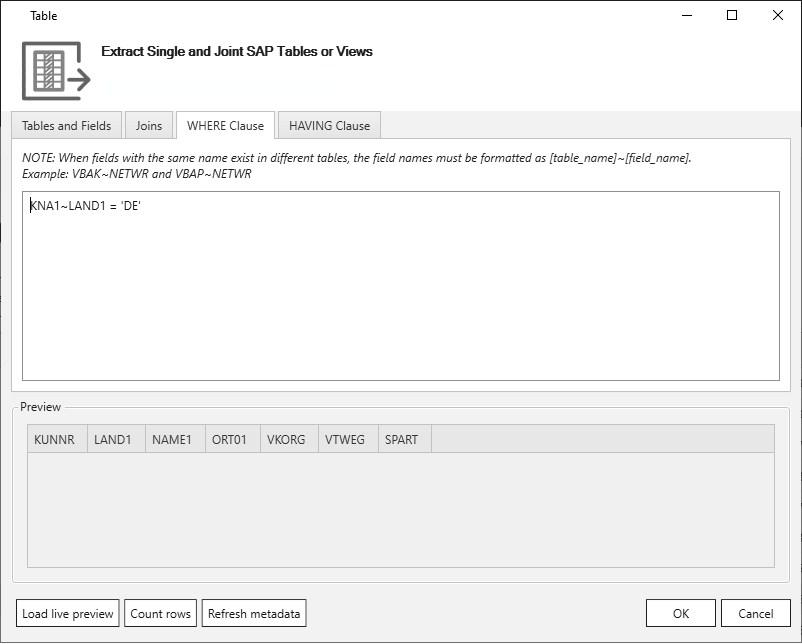 Table
Extract Single and Joint SAP Tables or Views
Tables and Fields
Joins
WHERE Clause
HAVING Clause
NOTE: When fields with the same name exist in different tables, the field names must be formatted as [table_name]~[field_name].
Example: VBAK~NETWR and VBAP~NETWR
KNA1~LAND1 = 'DE'
Preview
KUNNR LAND1 NAME1 ORT01 VKORG VTWEG SPART
Load live preview
Count rows
Refresh metadata
OK
Cancel